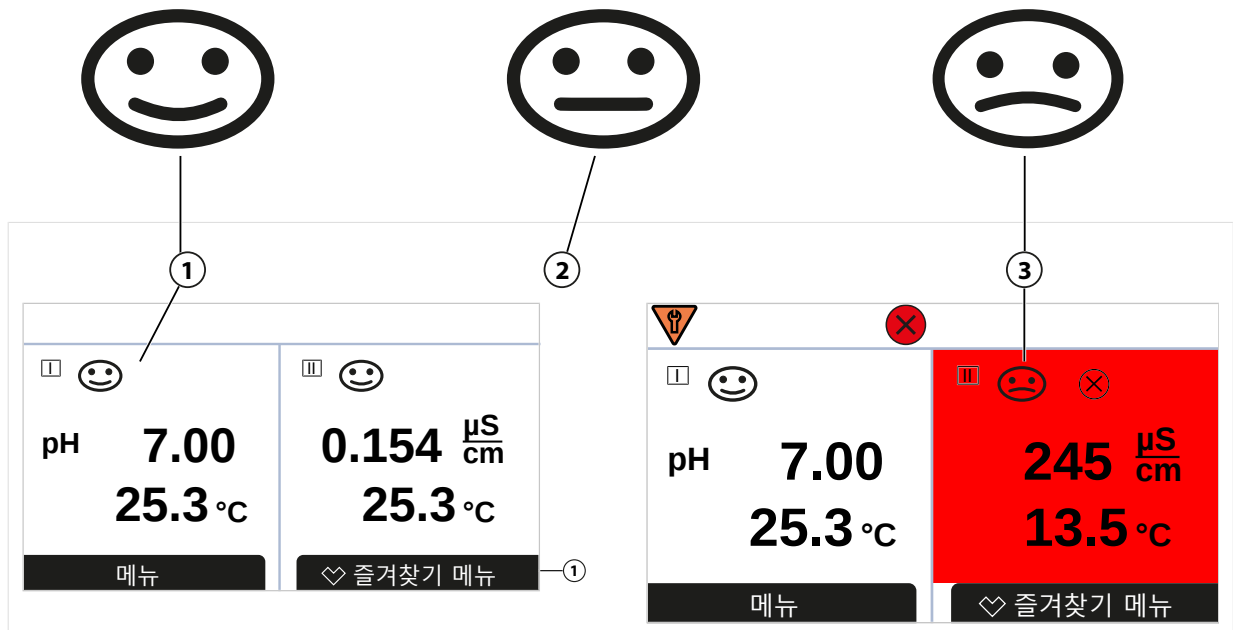 1
2
3
I
II
pH 7.00
0.154 µS/cm
25.3 °C
25.3 °C
메뉴
♡ 즐겨찾기 메뉴
1
I
II
pH 7.00
245 µS/cm
25.3 °C
13.5 °C
메뉴
♡ 즐겨찾기 메뉴